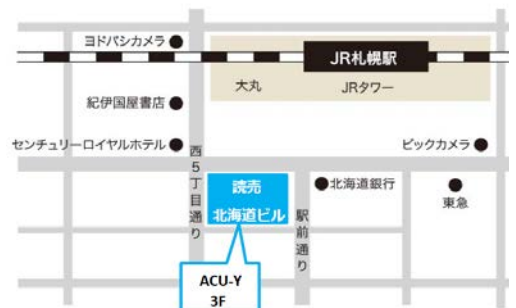 ヨドバシカメラ
JR札幌駅
大丸
JRタワー
紀伊国屋書店
センチュリーロイヤルホテル
ビックカメラ
西5丁目通り
読売
北海道ビル
北海道銀行
東急
駅前通り
ACU-Y
3F